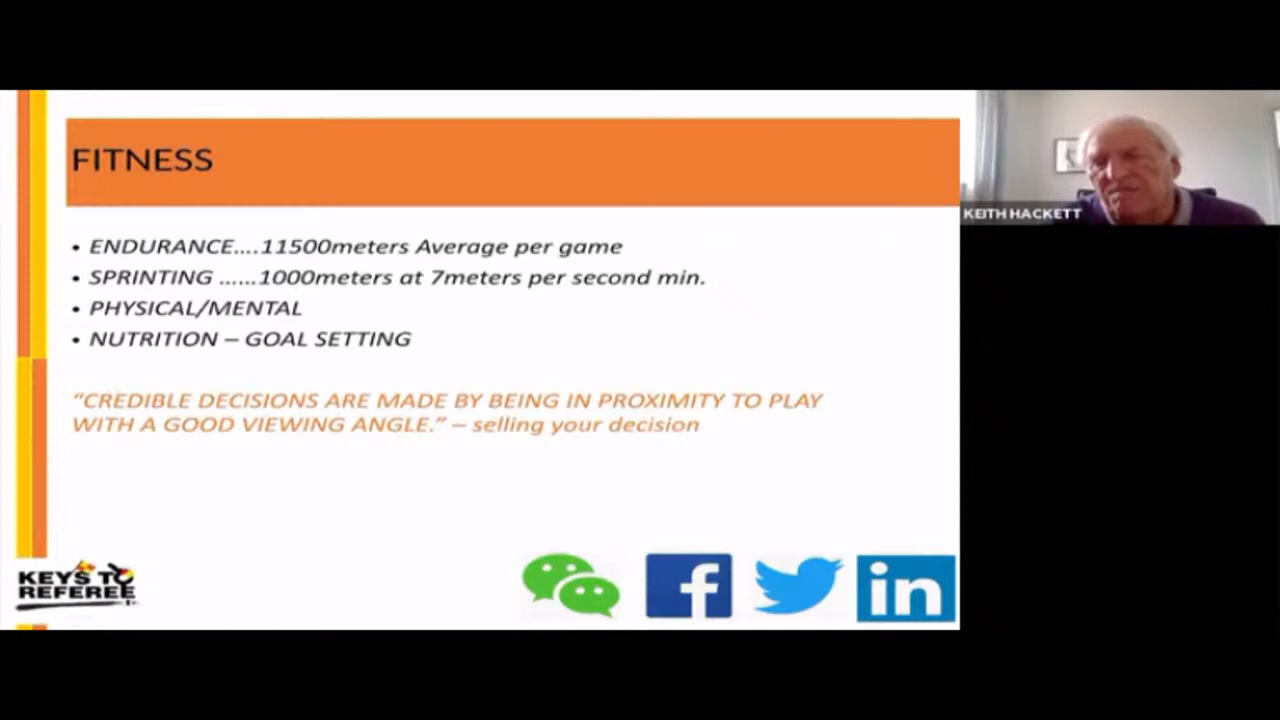 FITNESS
• ENDURANCE....11500meters Average per game
• SPRINTING ......1000meters at 7meters per second min.
• PHYSICAL/MENTAL
• NUTRITION – GOAL SETTING
“CREDIBLE DECISIONS ARE MADE BY BEING IN PROXIMITY TO PLAY
WITH A GOOD VIEWING ANGLE.” – selling your decision
KEYS TO
REFEREE
f
in
KEITH HACKETT